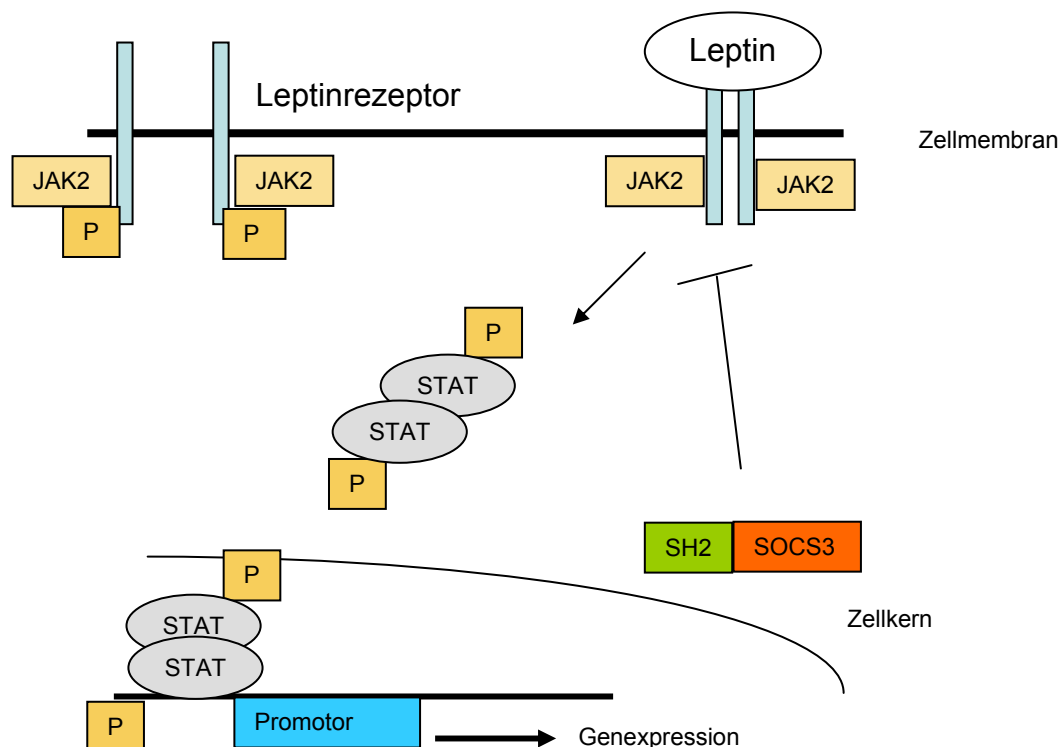 Leptin
Leptinrezeptor
Zellmembran
JAK2
JAK2
JAK2
JAK2
P
P
P
STAT
STAT
P
SH2 SOCS3
P
STAT
Zellkern
STAT
P
Promotor
Genexpression